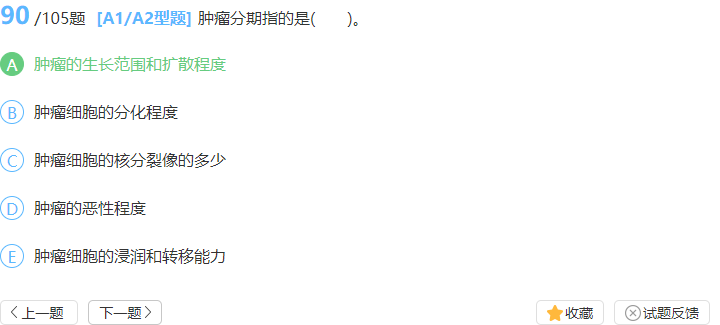 90 /105题 [A1/A2型题] 肿瘤分期指的是(　　)。
A 肿瘤的生长范围和扩散程度
B 肿瘤细胞的分化程度
C 肿瘤细胞的核分裂像的多少
D 肿瘤的恶性程度
E 肿瘤细胞的浸润和转移能力
上一题 下一题 收藏 试题反馈